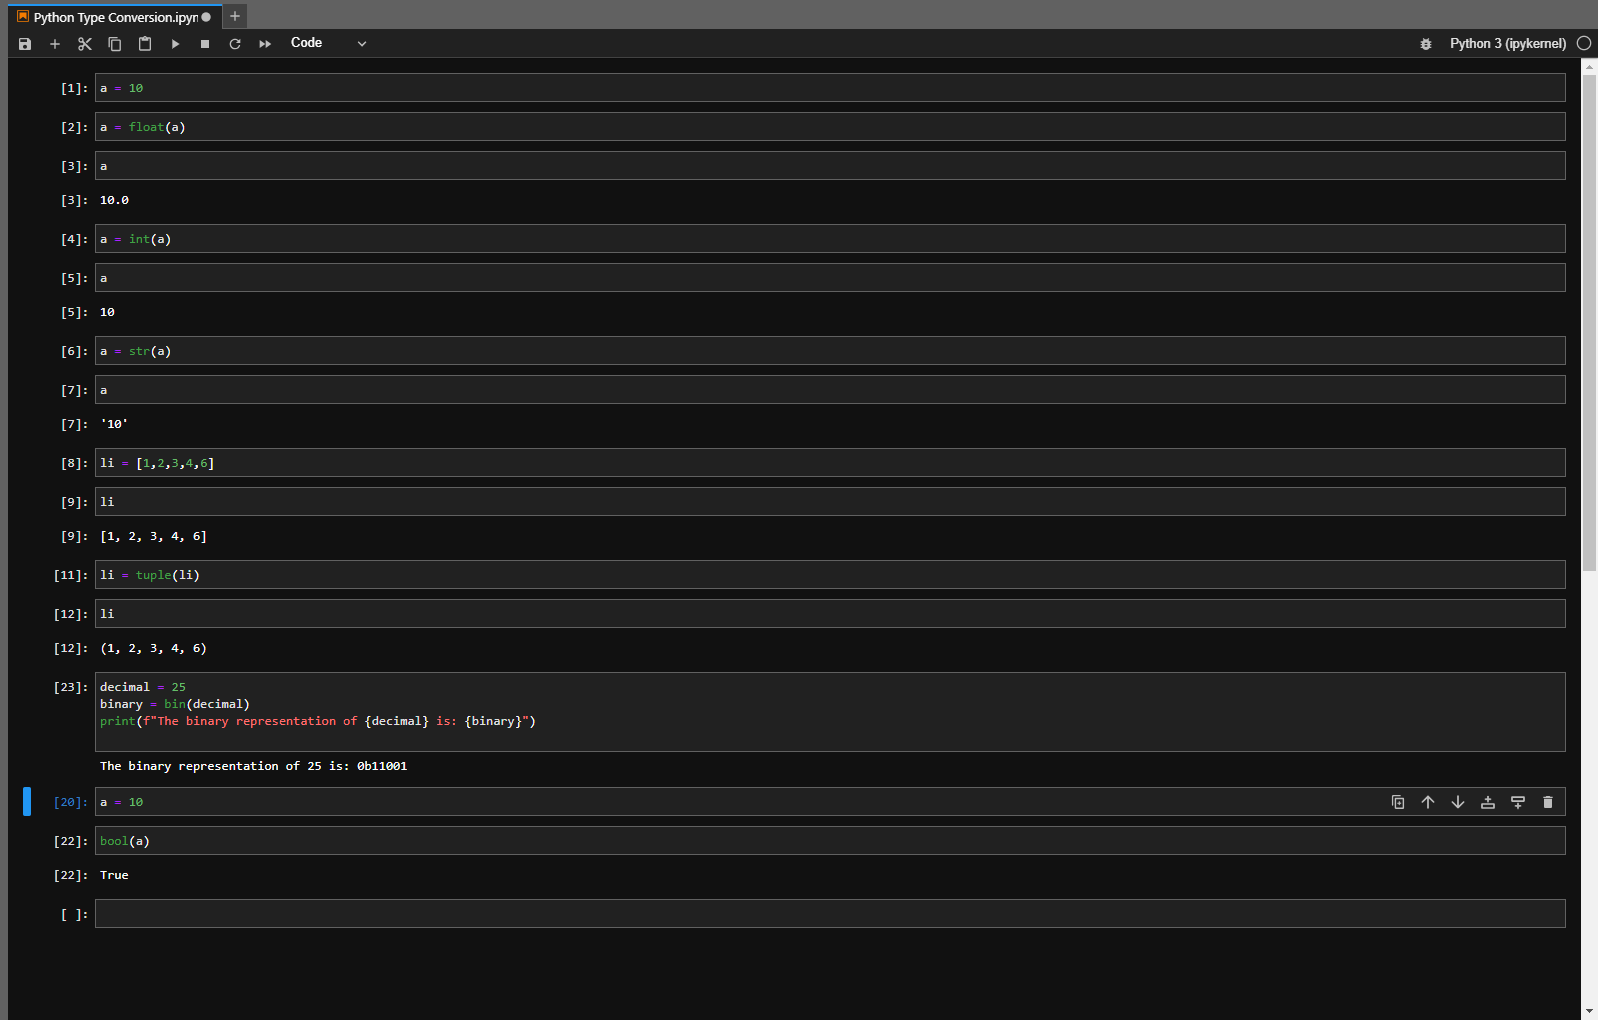 Python Type Conversion.ipyn
Code
Python 3 (ipykernel)
[1]: a = 10
[2]: a = float(a)
[3]: a
[3]: 10.0
[4]: a = int(a)
[5]: a
[5]: 10
[6]: a = str(a)
[7]: a
[7]: '10'
[8]: li = [1,2,3,4,6]
[9]: li
[9]: [1, 2, 3, 4, 6]
[11]: li = tuple(li)
[12]: li
[12]: (1, 2, 3, 4, 6)
[23]: decimal = 25
binary = bin(decimal)
print(f"The binary representation of {decimal} is: {binary}")
The binary representation of 25 is: 0b11001
[20]: a = 10
[22]: bool(a)
[22]: True
[ ]: